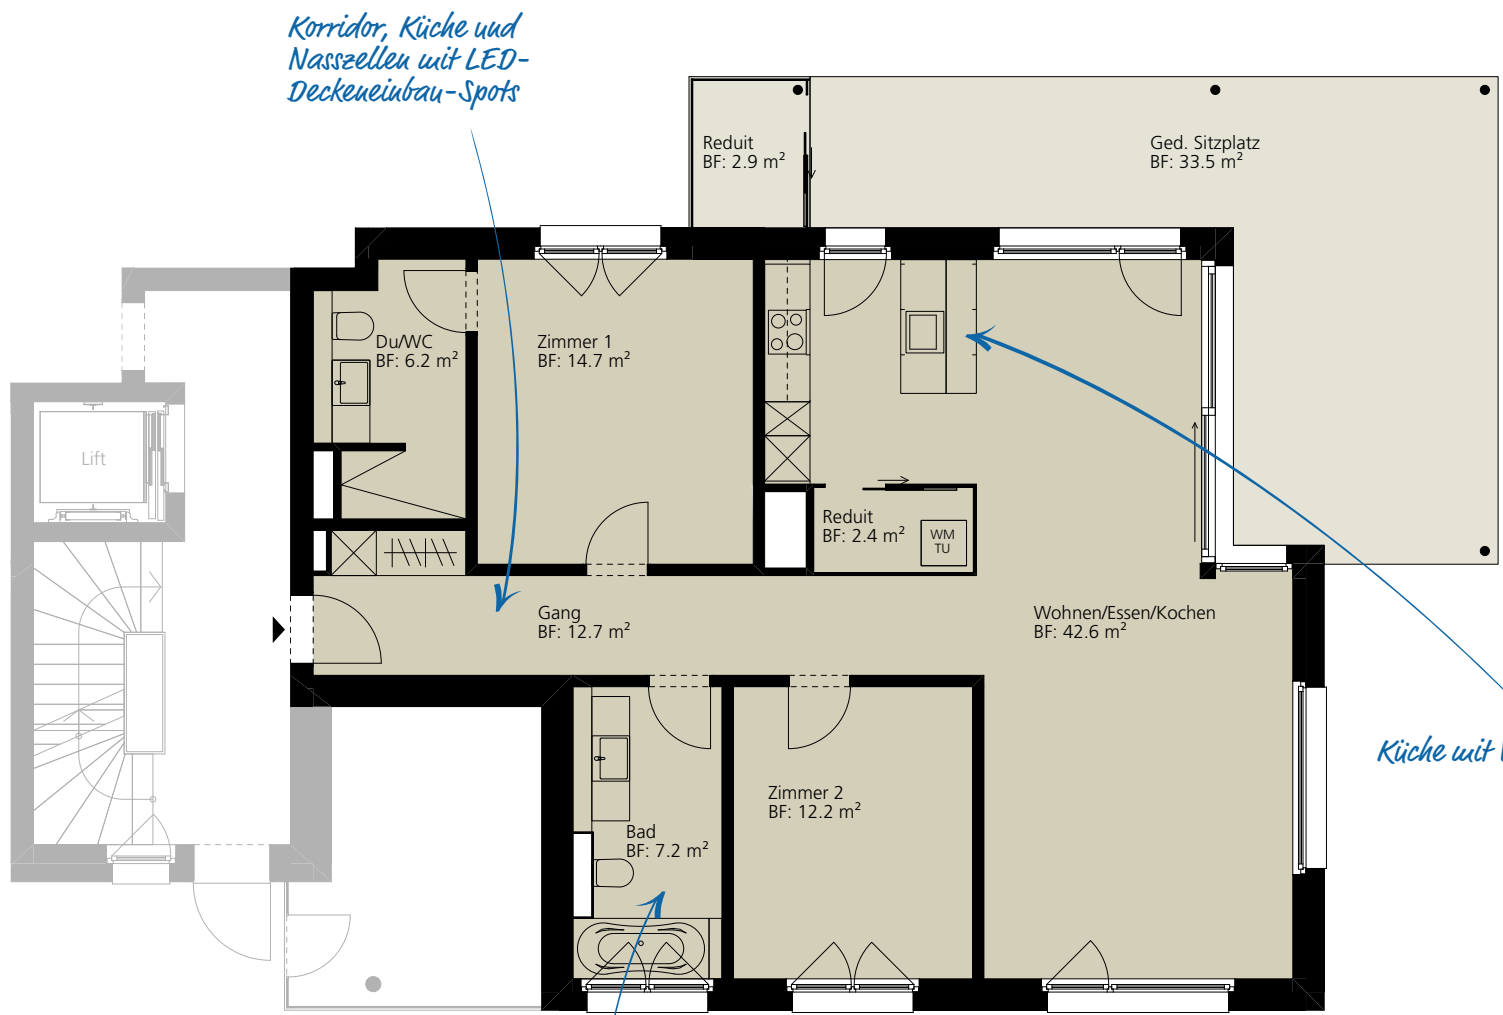 Korridor, Küche und
Nasszellen mit LED-
Deckeneinbau-Spots
Reduit
BF: 2.9 m²
Ged. Sitzplatz
BF: 33.5 m²
Du/WC
BF: 6.2 m²
Zimmer 1
BF: 14.7 m²
Lift
Reduit
BF: 2.4 m²
WM
TU
Gang
BF: 12.7 m²
Wohnen/Essen/Kochen
BF: 42.6 m²
Küche mit
Zimmer 2
BF: 12.2 m²
Bad
BF: 7.2 m²